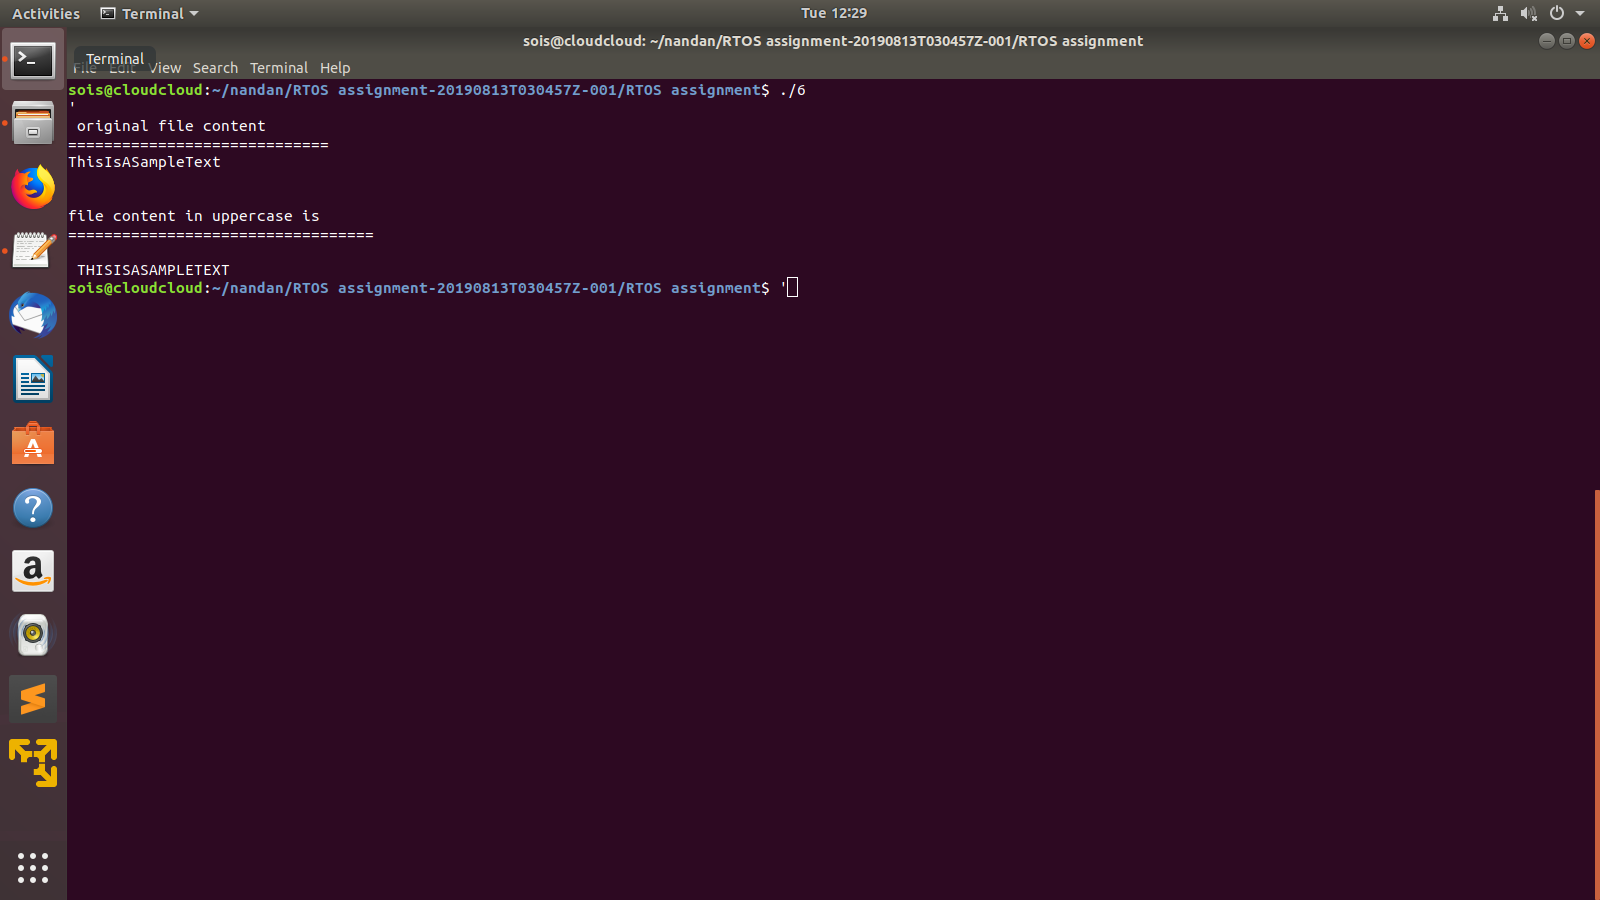 Activities Terminal Tue 12:29
sois@cloudcloud: ~/nandan/RTOS assignment-20190813T030457Z-001/RTOS assignment
Terminal
File Edit View Search Terminal Help
sois@cloudcloud:~/nandan/RTOS assignment-20190813T030457Z-001/RTOS assignment$ ./6
'
original file content
=============================
ThisIsASampleText
file content in uppercase is
==================================
THISISASAMPLETEXT
sois@cloudcloud:~/nandan/RTOS assignment-20190813T030457Z-001/RTOS assignment$ '